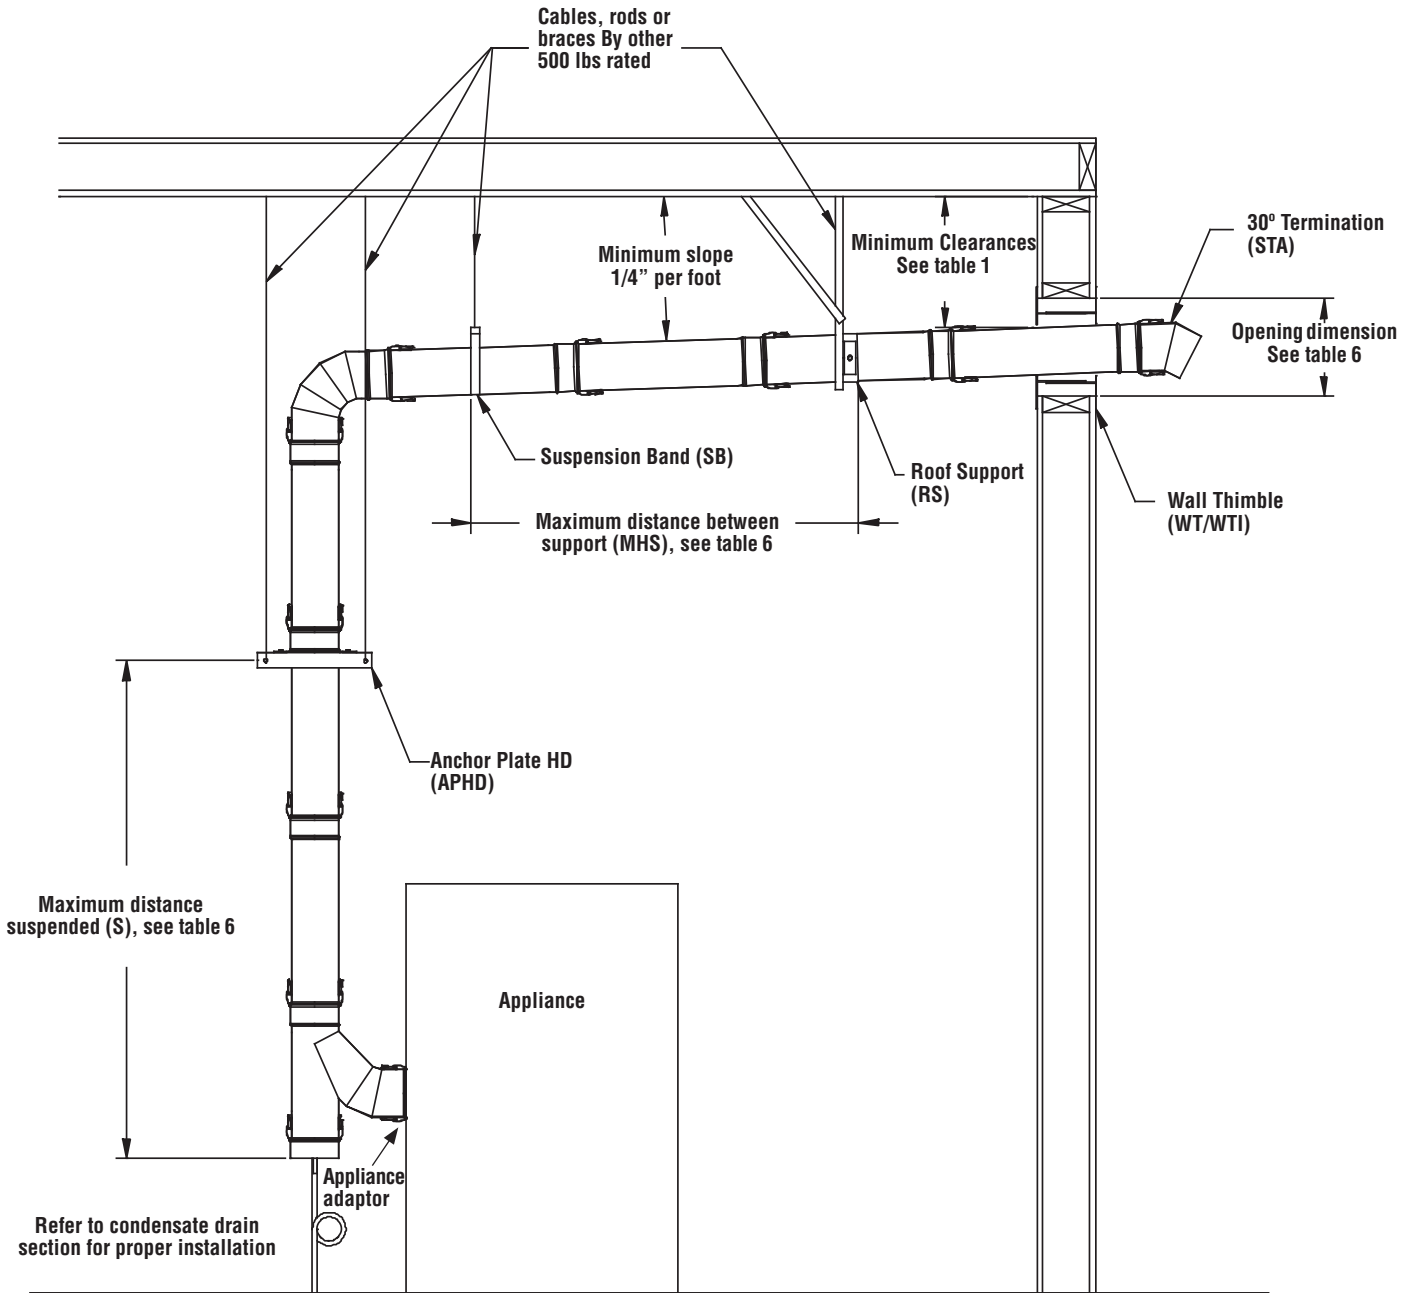 Cables, rods or
braces By other
500 lbs rated
30º Termination
(STA)
Minimum slope
1/4” per foot
Minimum Clearances
See table 1
Opening dimension
See table 6
Suspension Band (SB)
Roof Support
(RS)
Wall Thimble
(WT/WTI)
Maximum distance between
support (MHS), see table 6
Anchor Plate HD
(APHD)
Maximum distance
suspended (S), see table 6
Appliance
Appliance
adaptor
Refer to condensate drain
section for proper installation